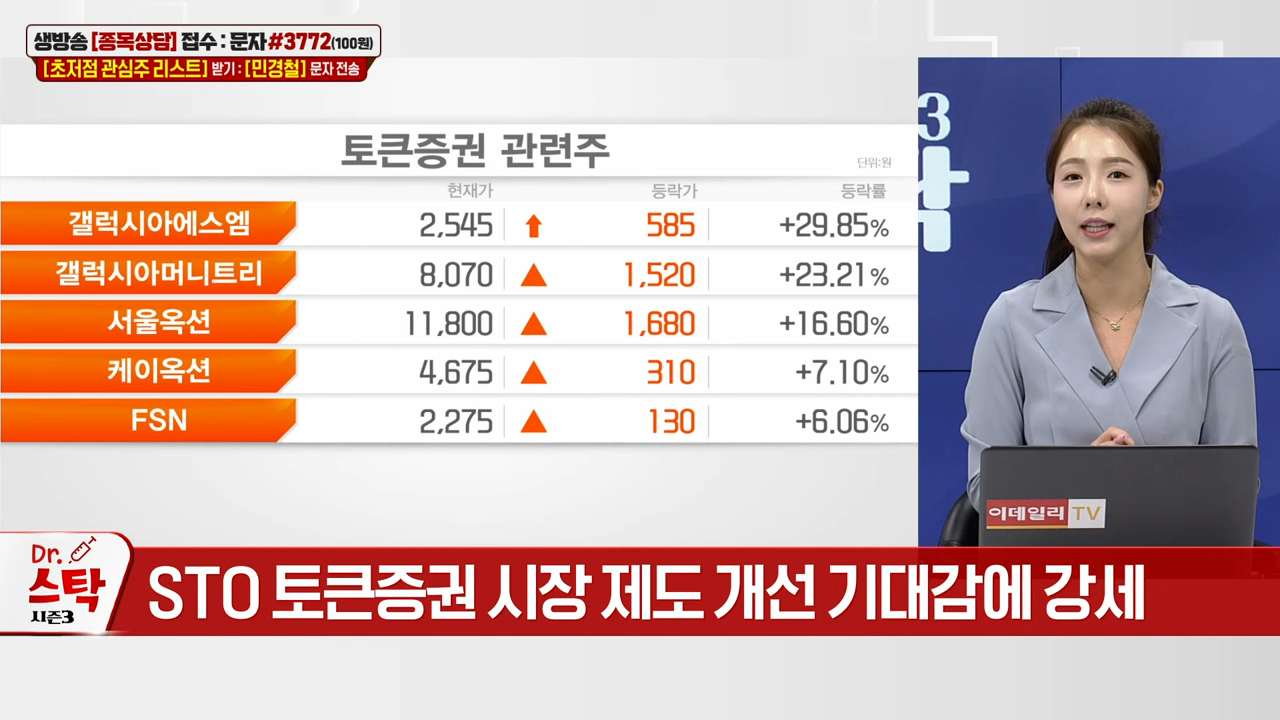 생방송 [종목상담] 접수 : 문자#3772(100원)
[초저점 관심주 리스트] 받기 : [민경철] 문자 전송
토큰증권 관련주
단위:원
현재가 등락가 등락률
갤럭시아에스엠 2,545 585 +29.85%
갤럭시아머니트리 8,070 ▲ 1,520 +23.21%
서울옥션 11,800 ▲ 1,680 +16.60%
케이옥션 4,675 ▲ 310 +7.10%
FSN 2,275 ▲ 130 +6.06%
3
이데일리 TV
Dr.
스탁
시즌3
STO 토큰증권 시장 제도 개선 기대감에 강세